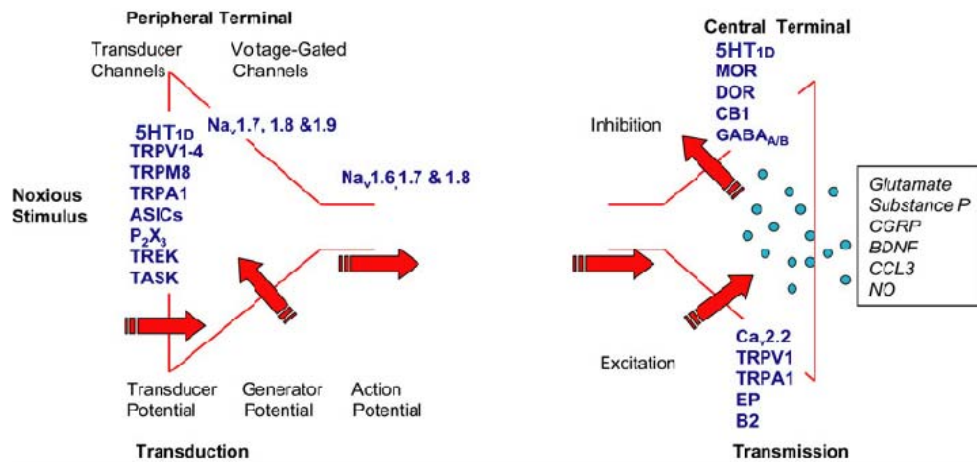 Peripheral Terminal
Transducer Channels
Votage-Gated Channels
5HT1D
TRPV1-4
TRPM8
TRPA1
ASICs
P2X3
TREK
TASK
Noxious Stimulus
Nav1.7, 1.8 &1.9
Nav1.6,1.7 & 1.8
Transducer Potential
Generator Potential
Action Potential
Transduction
Central Terminal
5HT1D
MOR
DOR
CB1
GABAA/B
Inhibition
Glutamate
Substance P
CGRP
BDNF
CCL3
NO
Excitation
Cav2.2
TRPV1
TRPA1
EP
B2
Transmission